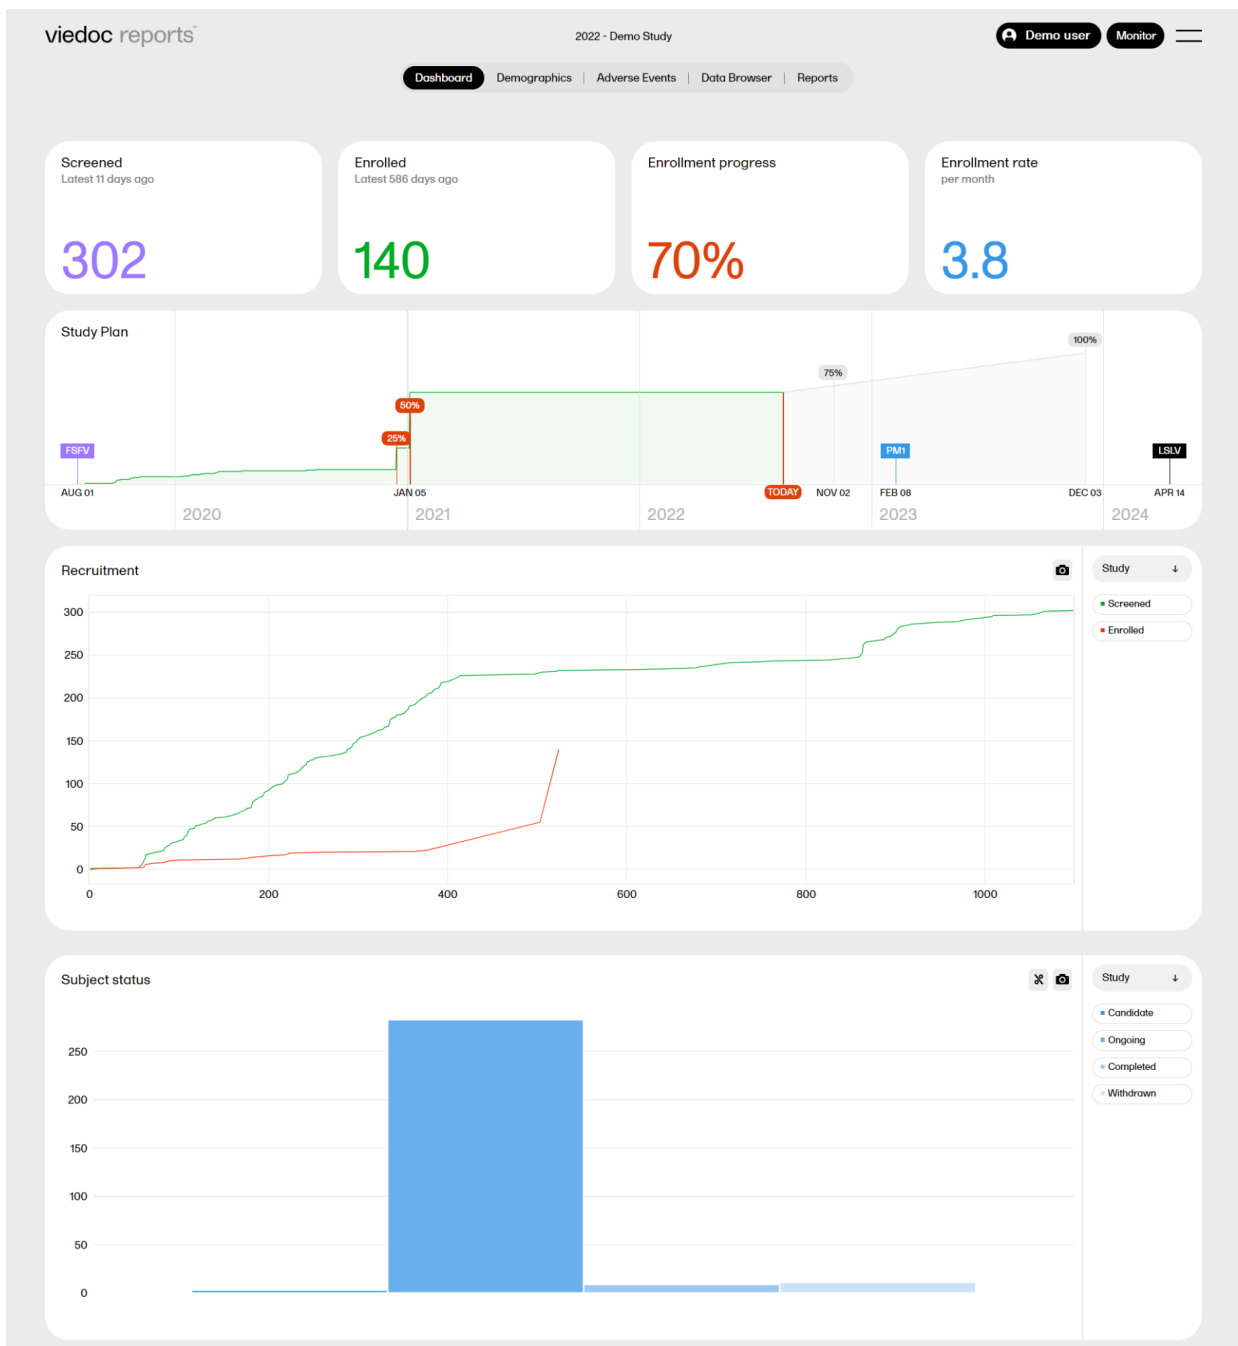 viedoc reports™
2022 - Demo Study
Demo user
Monitor
Dashboard
Demographics
Adverse Events
Data Browser
Reports
Screened
Latest 11 days ago
302
Enrolled
Latest 586 days ago
140
Enrollment progress
70%
Enrollment rate
per month
3.8
Study Plan
100%
75%
50%
25%
FSFV
PM1
LSLV
AUG 01
JAN 05
TODAY
NOV 02
FEB 08
DEC 03
APR 14
2020
2021
2022
2023
2024
Recruitment
Study ↓
Screened
Enrolled
300
250
200
150
100
50
0
0
200
400
600
800
1000
Subject status
Study ↓
Candidate
Ongoing
Completed
Withdrawn
250
200
150
100
50
0